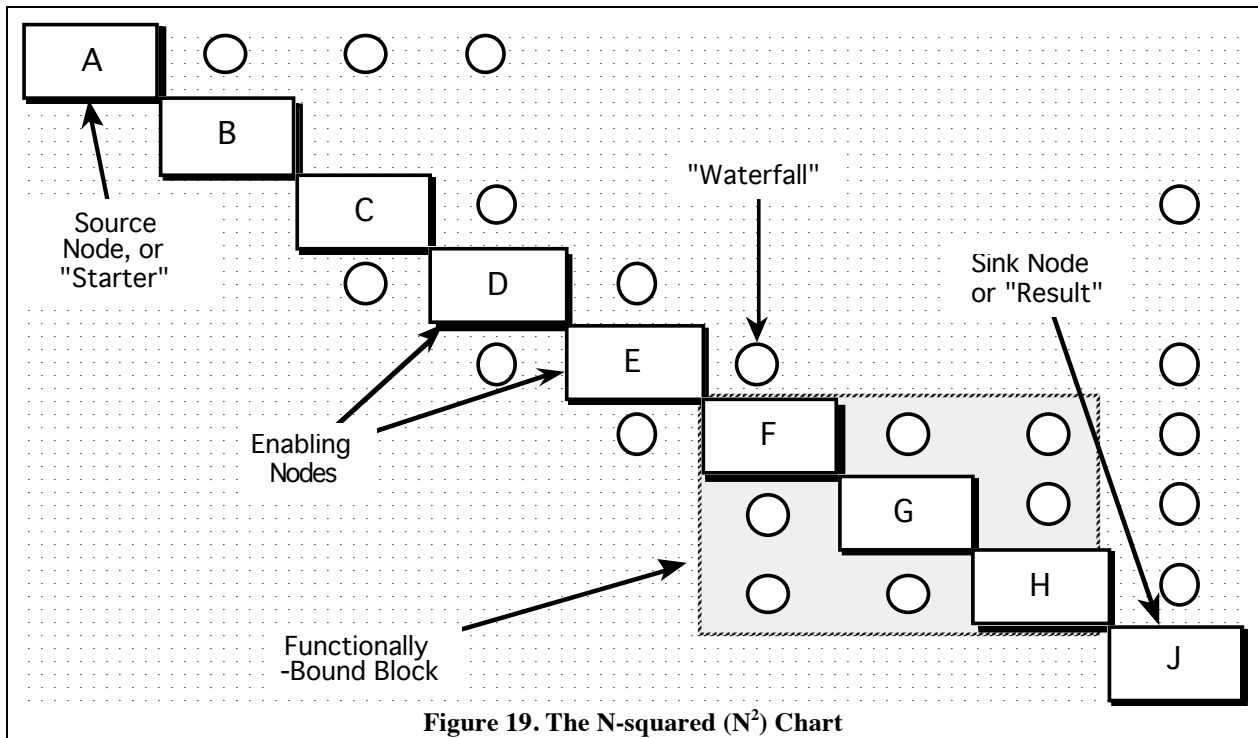 A
B
"Waterfall"
C
Source
Node, or
"Starter"
Sink Node
or "Result"
D
E
Enabling
Nodes
F
G
H
Functionally
-Bound Block
J
Figure 19. The N-squared (N²) Chart